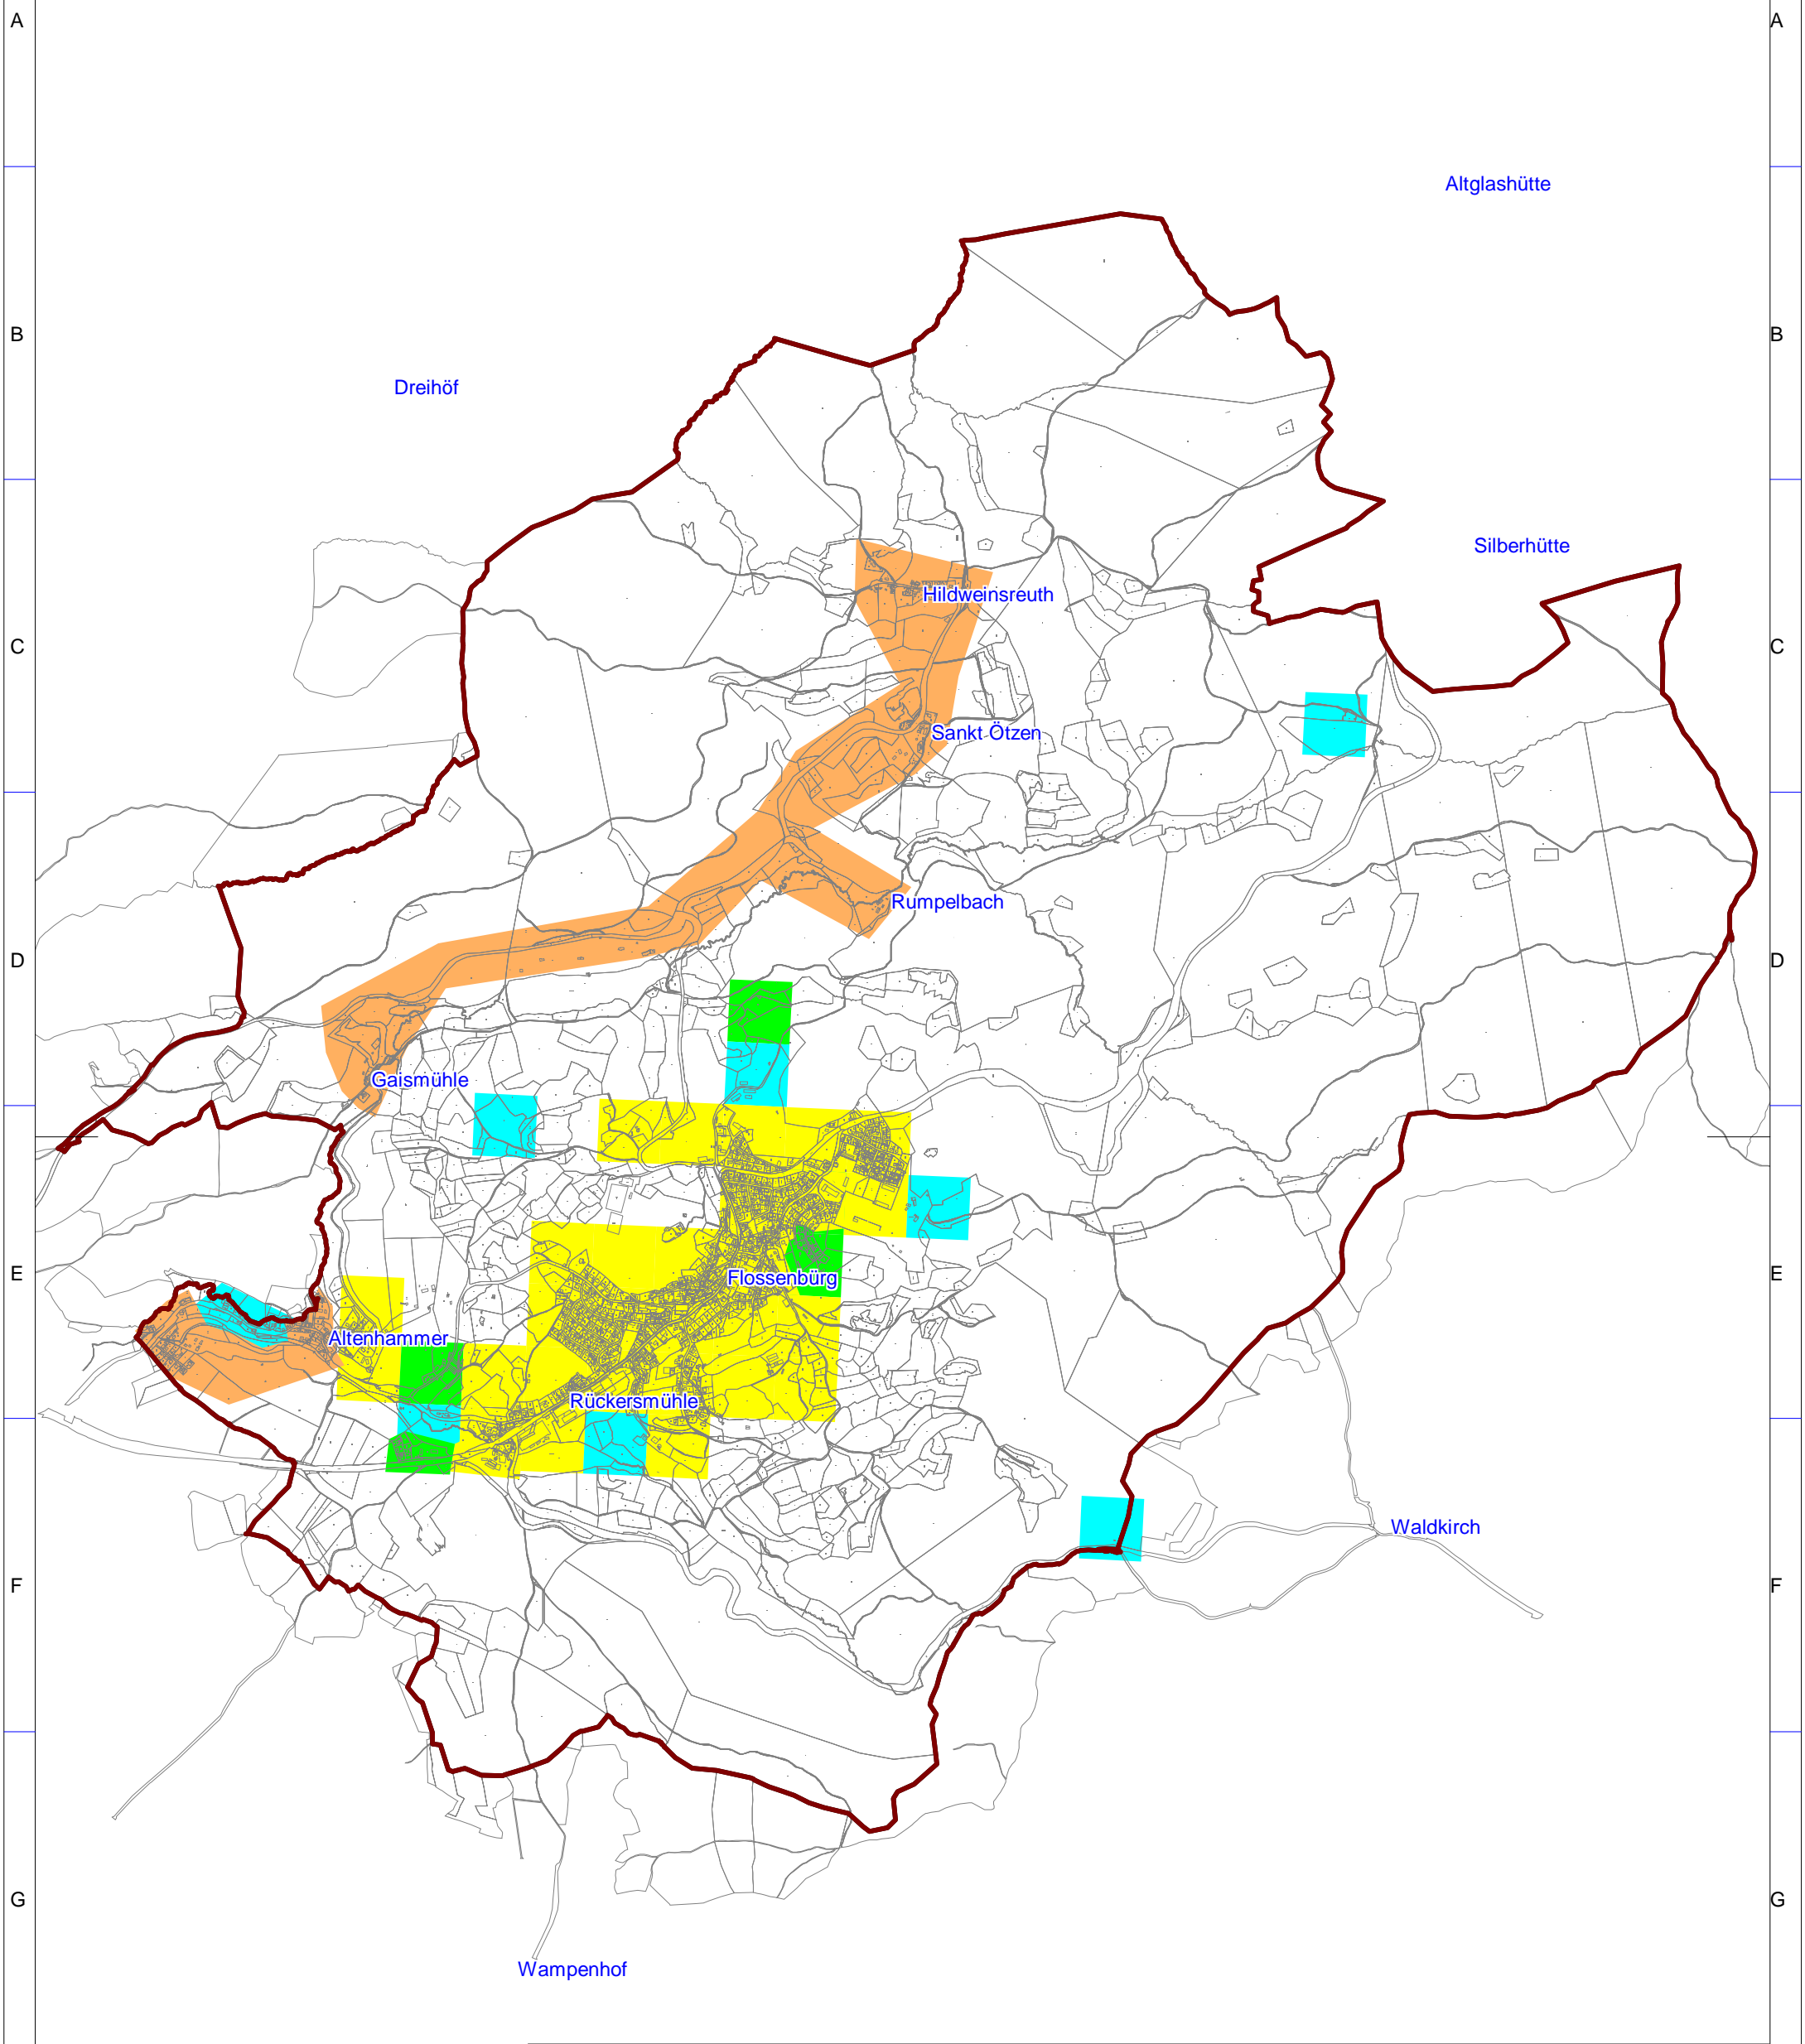 A
A
Altglashütte
B
B
Dreihöf
Silberhütte
Hildweinsreuth
C
C
Sankt Ötzen
Rumpelbach
D
D
Gaismühle
E
Flossenbürg
E
Altenhammer
Rückersmühle
Waldkirch
F
F
G
G
Wampenhof